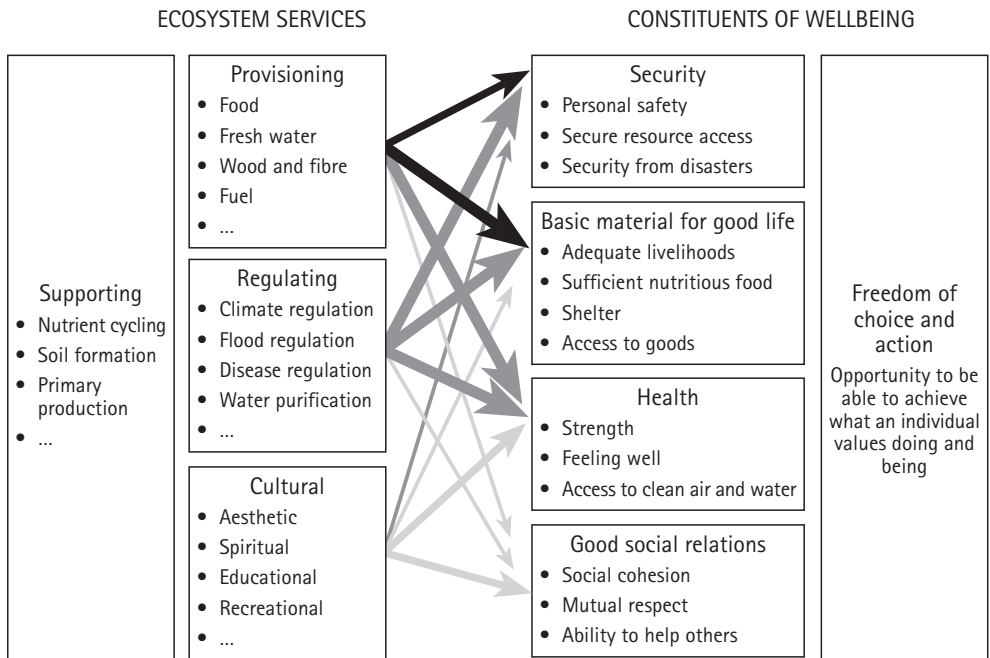 ECOSYSTEM SERVICES
CONSTITUENTS OF WELLBEING
Supporting
• Nutrient cycling
• Soil formation
• Primary
production
• ...
Provisioning
• Food
• Fresh water
• Wood and fibre
• Fuel
• ...
Regulating
• Climate regulation
• Flood regulation
• Disease regulation
• Water purification
• ...
Cultural
• Aesthetic
• Spiritual
• Educational
• Recreational
• ...
Security
• Personal safety
• Secure resource access
• Security from disasters
Basic material for good life
• Adequate livelihoods
• Sufficient nutritious food
• Shelter
• Access to goods
Health
• Strength
• Feeling well
• Access to clean air and water
Good social relations
• Social cohesion
• Mutual respect
• Ability to help others
Freedom of
choice and
action
Opportunity to be
able to achieve
what an individual
values doing and
being